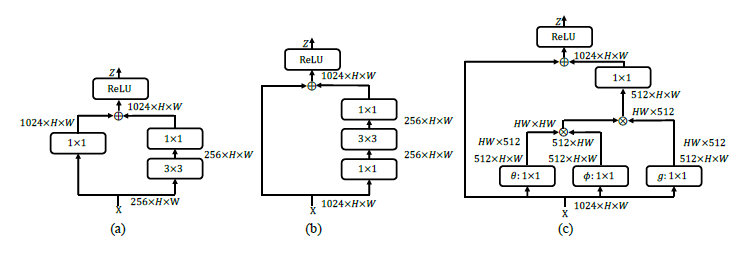 Z
ReLU
1024×H×W
1024×H×W
1×1
1×1
256×H×W
3×3
X
256×H×W
(a)
Z
ReLU
1024×H×W
1×1
256×H×W
3×3
256×H×W
1×1
X
1024×H×W
(b)
Z
ReLU
1024×H×W
1×1
512×H×W
HW×512
HW×HW
HW×512
512×HW
HW×512
512×H×W
512×H×W
512×H×W
θ: 1×1
ϕ: 1×1
g: 1×1
X
1024×H×W
(c)